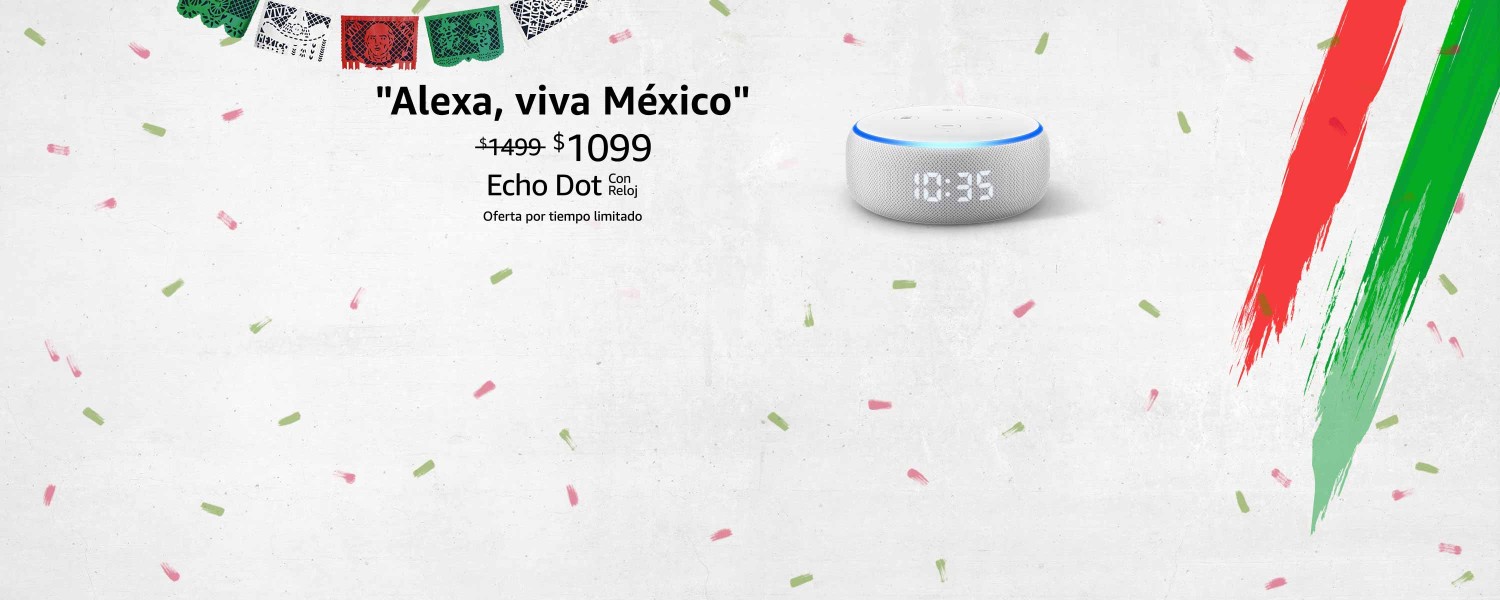 "Alexa, viva México"
$1499 $1099
Echo Dot Con Reloj
Oferta por tiempo limitado
10:35